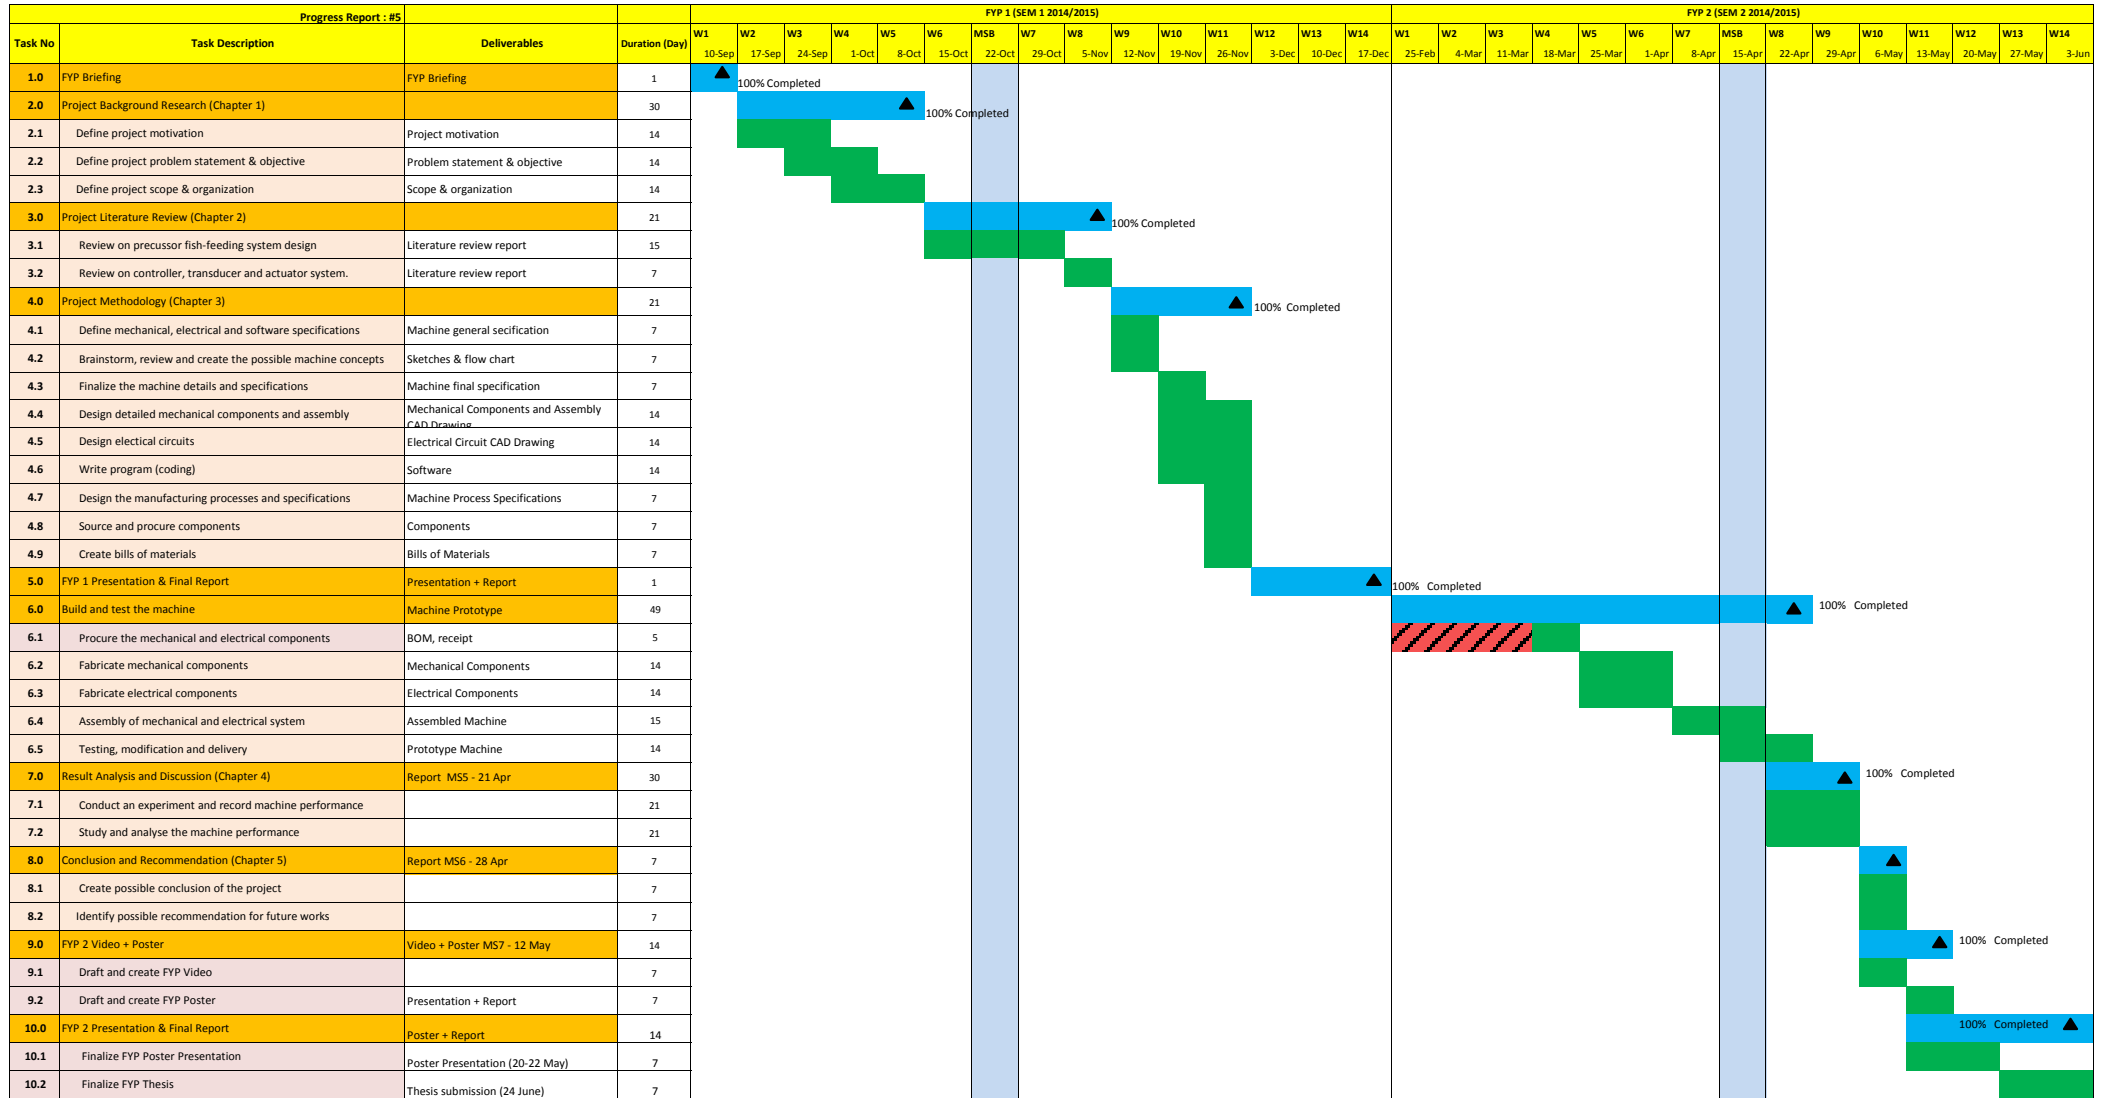 Progress Report : #5
FYP 1 (SEM 1 2014/2015) FYP 2 (SEM 2 2014/2015)
Task No Task Description Deliverables Duration (Day)
W1 W2 W3 W4 W5 W6 MSB W7 W8 W10 W11 W12 W13 W14 W1 W2 W3 W4 W5 W6 W7 MSB W8 W9 W10 W11 W12 W13 W14
10-Sep 17-Sep 24-Sep 1-Oct 8-Oct 15-Oct 22-Oct 29-Oct 5-Nov 12-Nov 19-Nov 26-Nov 3-Dec 10-Dec 17-Dec 25-Feb 4-Mar 11-Mar 18-Mar 25-Mar 1-Apr 8-Apr 15-Apr 22-Apr 29-Apr 6-May 13-May 20-May 27-May 3-Jun
1.0 FYP Briefing FYP Briefing 1 100% Completed
2.0 Project Background Research (Chapter 1) 30 100% Completed
2.1 Define project motivation Project motivation 14
2.2 Define project problem statement & objective Problem statement & objective 14
2.3 Define project scope & organization Scope & organization 14
3.0 Project Literature Review (Chapter 2) 21 100% Completed
3.1 Review on precussor fish-feeding system design Literature review report 15
3.2 Review on controller, transducer and actuator system. Literature review report 7
4.0 Project Methodology (Chapter 3) 21 100% Completed
4.1 Define mechanical, electrical and software specifications Machine general secification 7
4.2 Brainstorm, review and create the possible machine concepts Sketches & flow chart 7
4.3 Finalize the machine details and specifications Machine final specification 7
4.4 Design detailed mechanical components and assembly Mechanical Components and Assembly CAD Drawing 14
4.5 Design electical circuits Electrical Circuit CAD Drawing 14
4.6 Write program (coding) Software 14
4.7 Design the manufacturing processes and specifications Machine Process Specifications 7
4.8 Source and procure components Components 7
4.9 Create bills of materials Bills of Materials 7
5.0 FYP 1 Presentation & Final Report Presentation + Report 1 100% Completed
6.0 Build and test the machine Machine Prototype 49 100% Completed
6.1 Procure the mechanical and electrical components BOM, receipt 5
6.2 Fabricate mechanical components Mechanical Components 14
6.3 Fabricate electrical components Electrical Components 14
6.4 Assembly of mechanical and electrical system Assembled Machine 15
6.5 Testing, modification and delivery Prototype Machine 14
7.0 Result Analysis and Discussion (Chapter 4) Report MS5 - 21 Apr 30 100% Completed
7.1 Conduct an experiment and record machine performance 21
7.2 Study and analyse the machine performance 21
8.0 Conclusion and Recommendation (Chapter 5) Report MS6 - 28 Apr 7
8.1 Create possible conclusion of the project 7
8.2 Identify possible recommendation for future works 7
9.0 FYP 2 Video + Poster Video + Poster MS7 - 12 May 14 100% Completed
9.1 Draft and create FYP Video 7
9.2 Draft and create FYP Poster Presentation + Report 7
10.0 FYP 2 Presentation & Final Report Poster + Report 14 100% Completed
10.1 Finalize FYP Poster Presentation Poster Presentation (20-22 May) 7
10.2 Finalize FYP Thesis Thesis submission (24 June) 7